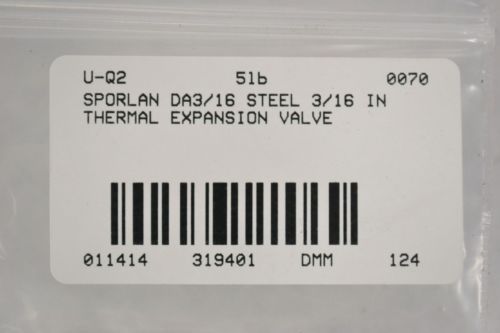 U-Q2 51b 0070
SPORLAN DA3/16 STEEL 3/16 IN
THERMAL EXPANSION VALVE
011414 319401 DMM 124